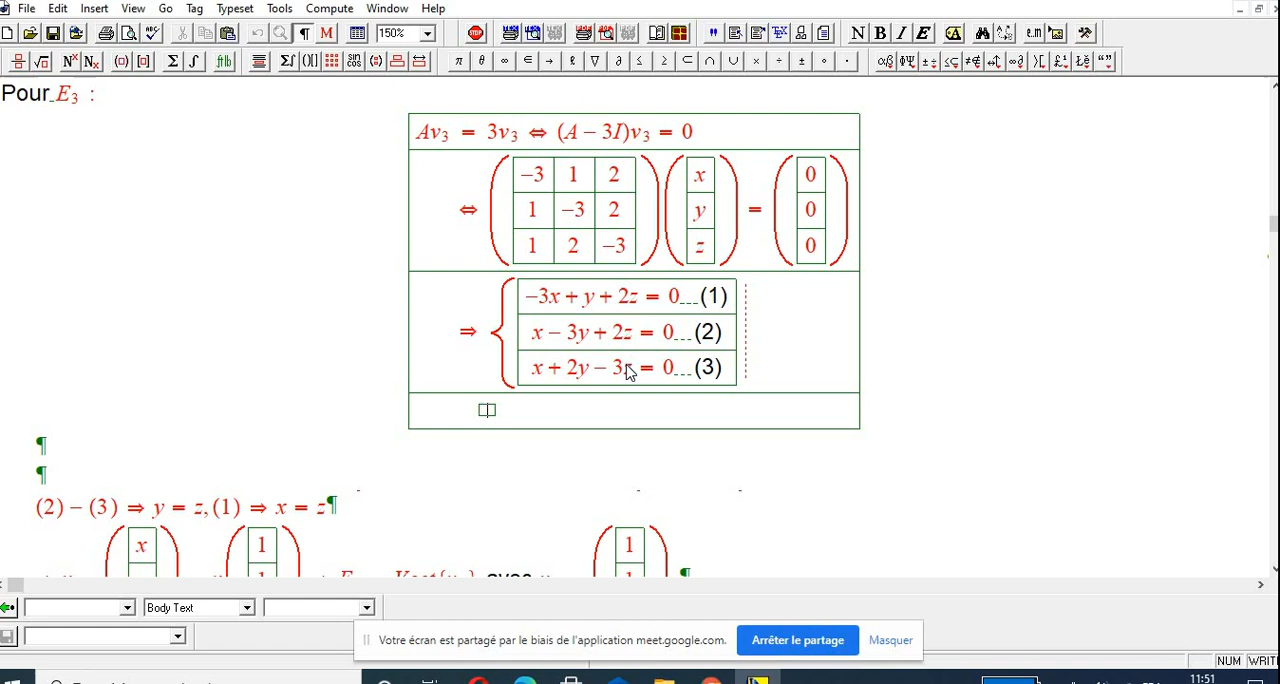 File Edit Insert View Go Tag Typeset Tools Compute Window Help
150%
Pour E₃ :
Av₃ = 3v₃ ⇔ (A − 3I)v₃ = 0
⇔ ( −3 1 2 ) ( x ) = ( 0 )
1 −3 2 y 0
1 2 −3 z 0
⇒ { −3x + y + 2z = 0 (1)
x − 3y + 2z = 0 (2)
x + 2y − 3z = 0 (3)
(2) − (3) ⇒ y = z, (1) ⇒ x = z
x 1 1
avec
Body Text
Votre écran est partagé par le biais de l'application meet.google.com. Arrêter le partage Masquer
NUM WRIT
11:51